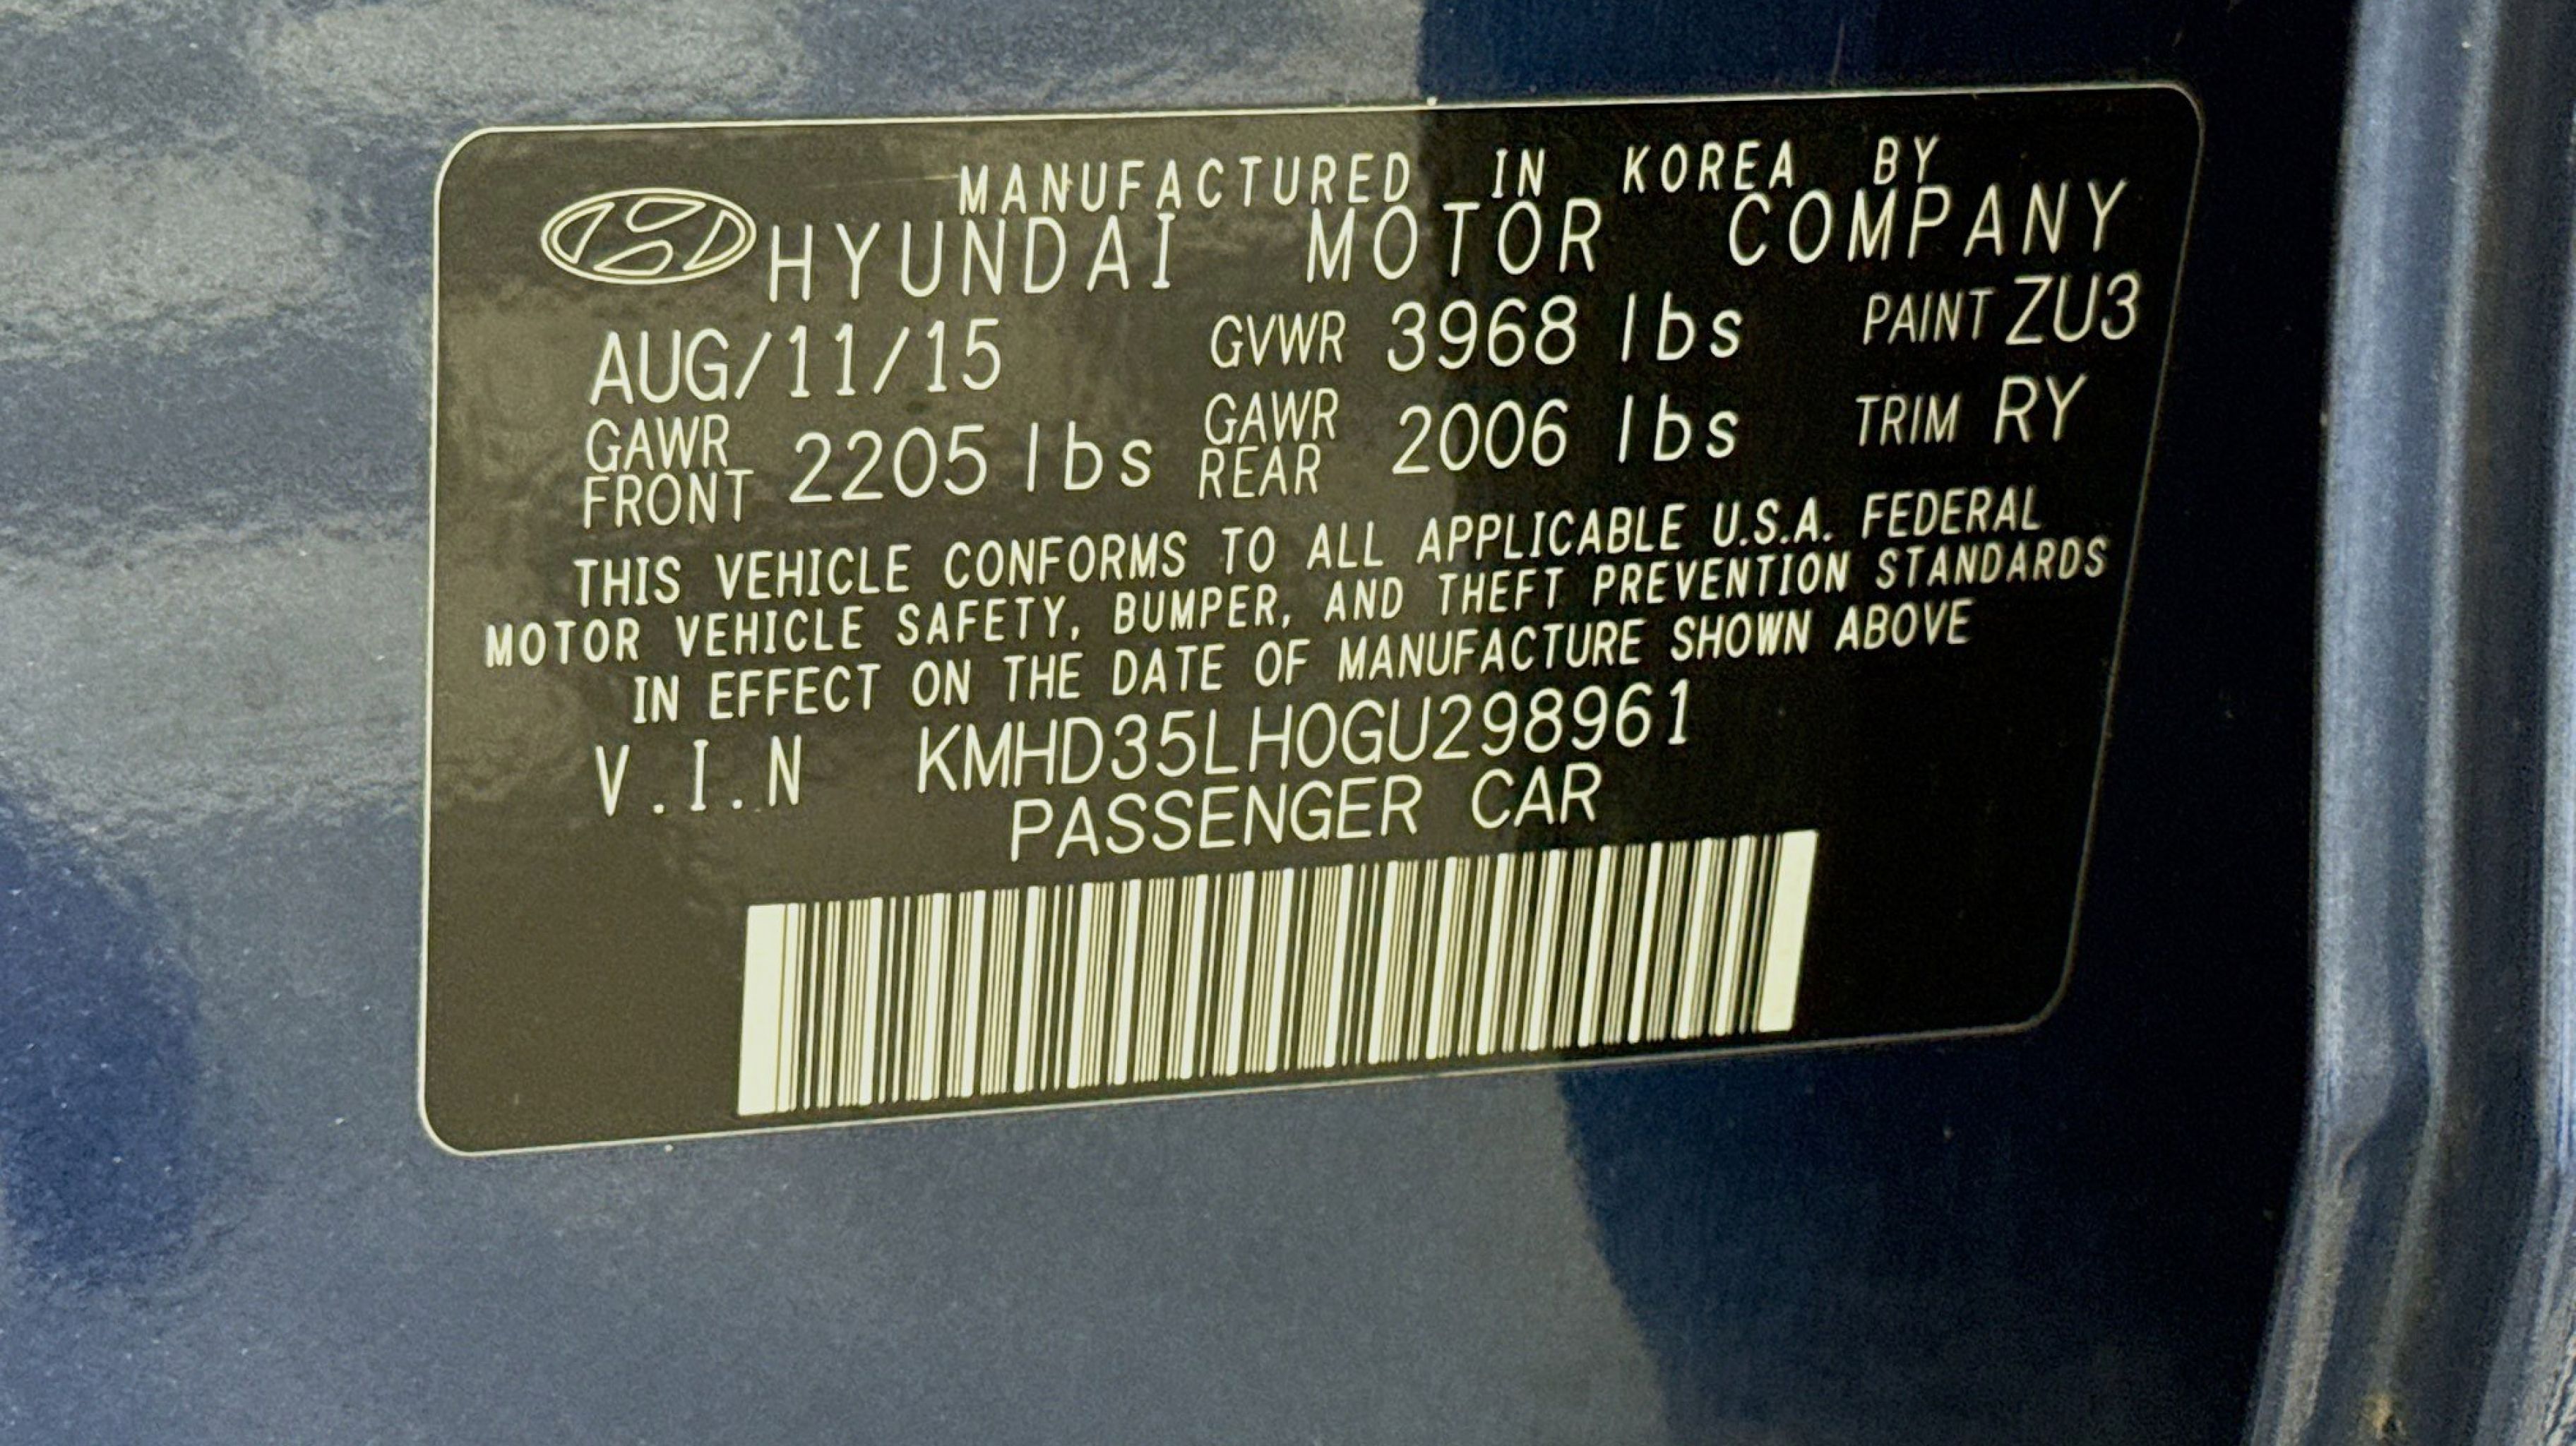 MANUFACTURED IN KOREA BY
HYUNDAI MOTOR COMPANY
AUG/11/15 GVWR 3968 lbs PAINT ZU3
GAWR FRONT 2205 lbs GAWR REAR 2006 lbs TRIM RY
THIS VEHICLE CONFORMS TO ALL APPLICABLE U.S.A. FEDERAL
MOTOR VEHICLE SAFETY, BUMPER, AND THEFT PREVENTION STANDARDS
IN EFFECT ON THE DATE OF MANUFACTURE SHOWN ABOVE
V.I.N KMHD35LH0GU298961
PASSENGER CAR